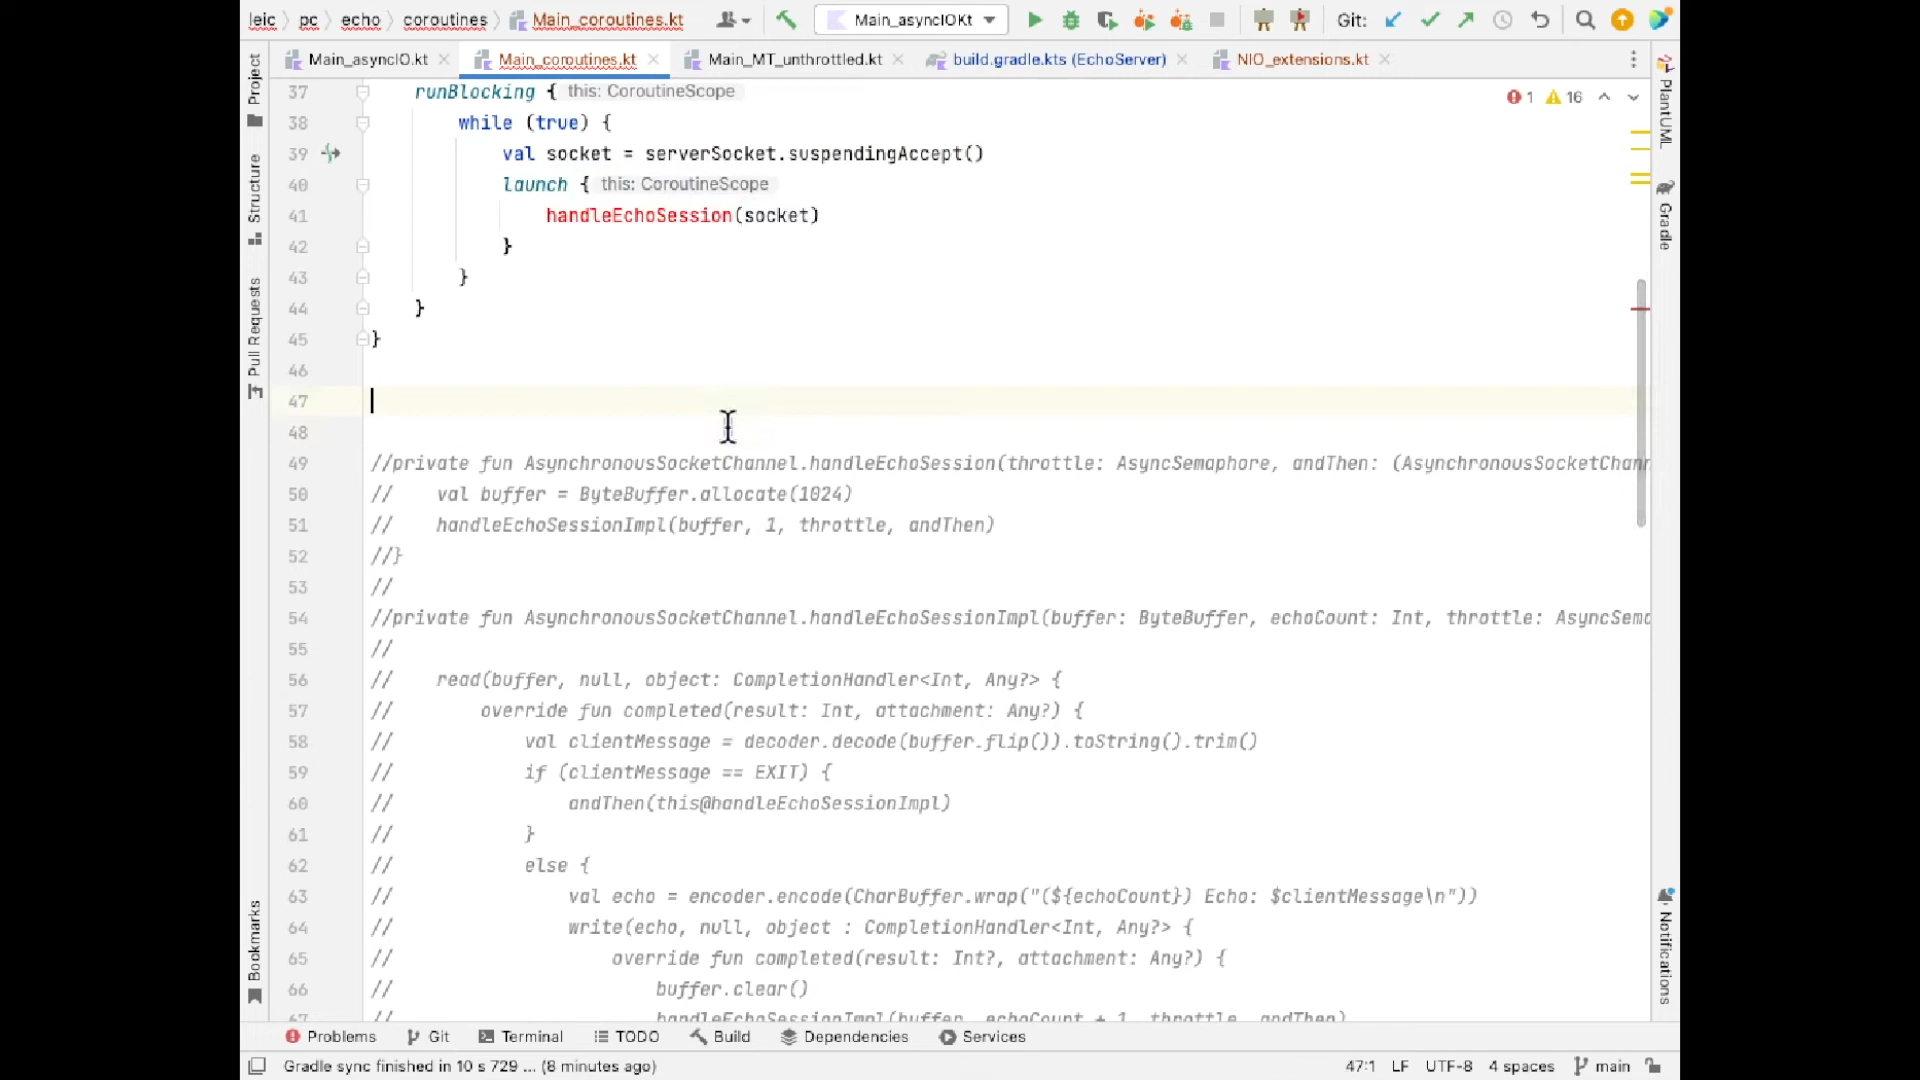 leic pc echo coroutines Main_coroutines.kt Main_asyncIOKt Git:
Main_asyncIO.kt Main_coroutines.kt Main_MT_unthrottled.kt build.gradle.kts (EchoServer) NIO_extensions.kt
Project
Structure
Pull Requests
Bookmarks
1 16
37 runBlocking { this: CoroutineScope
38 while (true) {
39 val socket = serverSocket.suspendingAccept()
40 launch { this: CoroutineScope
41 handleEchoSession(socket)
42 }
43 }
44 }
45 }
46
47
48
49 //private fun AsynchronousSocketChannel.handleEchoSession(throttle: AsyncSemaphore, andThen: (AsynchronousSocketChann
50 // val buffer = ByteBuffer.allocate(1024)
51 // handleEchoSessionImpl(buffer, 1, throttle, andThen)
52 //}
53 //
54 //private fun AsynchronousSocketChannel.handleEchoSessionImpl(buffer: ByteBuffer, echoCount: Int, throttle: AsyncSema
55 //
56 // read(buffer, null, object: CompletionHandler<Int, Any?> {
57 // override fun completed(result: Int, attachment: Any?) {
58 // val clientMessage = decoder.decode(buffer.flip()).toString().trim()
59 // if (clientMessage == EXIT) {
60 // andThen(this@handleEchoSessionImpl)
61 // }
62 // else {
63 // val echo = encoder.encode(CharBuffer.wrap("(${echoCount}) Echo: $clientMessage\n"))
64 // write(echo, null, object : CompletionHandler<Int, Any?> {
65 // override fun completed(result: Int?, attachment: Any?) {
66 // buffer.clear()
67 // handleEchoSessionImpl(buffer, echoCount + 1, throttle, andThen)
PlantUML
Gradle
Notifications
Problems Git Terminal TODO Build Dependencies Services
Gradle sync finished in 10 s 729 ... (8 minutes ago) 47:1 LF UTF-8 4 spaces main